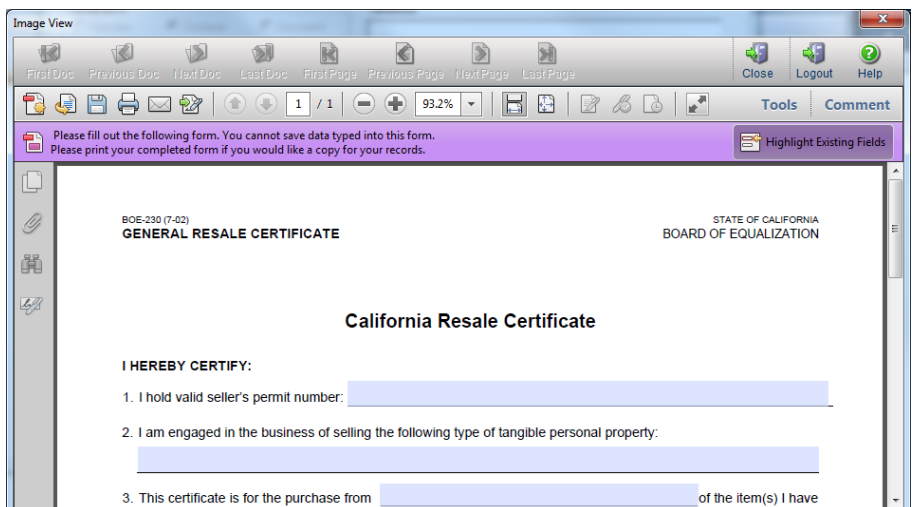 Image View
First Doc Previous Doc Next Doc Last Doc First Page Previous Page Next Page Last Page Close Logout Help
1 / 1 93.2% Tools Comment
Please fill out the following form. You cannot save data typed into this form.
Please print your completed form if you would like a copy for your records.
Highlight Existing Fields
BOE-230 (7-02)
GENERAL RESALE CERTIFICATE
STATE OF CALIFORNIA
BOARD OF EQUALIZATION
California Resale Certificate
I HEREBY CERTIFY:
1. I hold valid seller's permit number:
2. I am engaged in the business of selling the following type of tangible personal property:
3. This certificate is for the purchase from of the item(s) I have